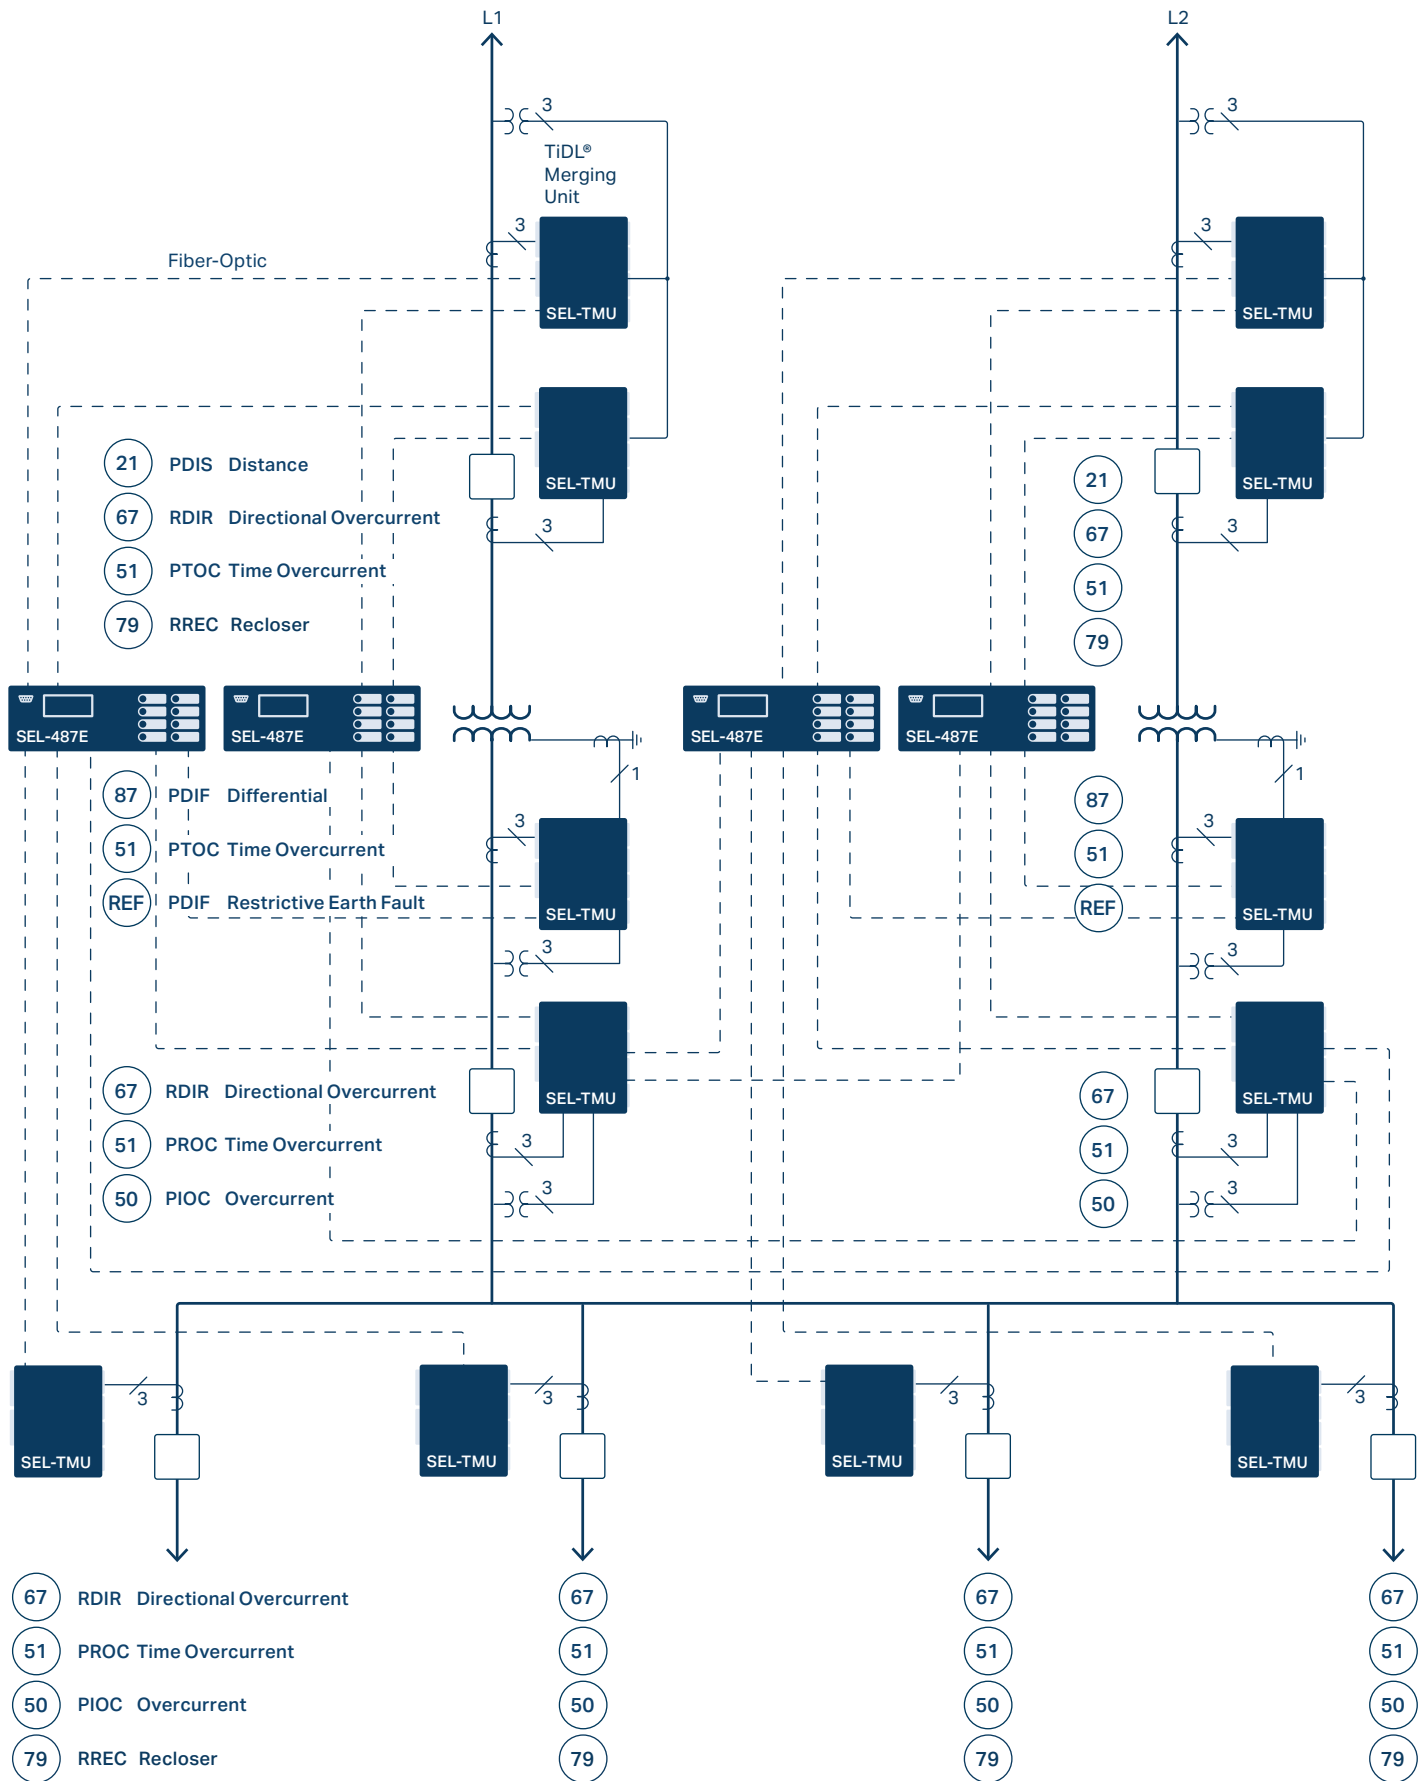 L1
L2
3
3
TiDL®
Merging
Unit
3
3
Fiber-Optic
SEL-TMU
SEL-TMU
21 PDIS Distance
21
SEL-TMU
SEL-TMU
67 RDIR Directional Overcurrent
3
67
3
51 PTOC Time Overcurrent
51
79 RREC Recloser
79
SEL-487E
SEL-487E
SEL-487E
SEL-487E
1
1
87 PDIF Differential
87
3
3
51 PTOC Time Overcurrent
51
REF PDIF Restrictive Earth Fault
REF
SEL-TMU
SEL-TMU
3
3
67 RDIR Directional Overcurrent
SEL-TMU
67
SEL-TMU
51 PROC Time Overcurrent
3
51
3
50 PIOC Overcurrent
3
50
3
3
3
3
3
SEL-TMU
SEL-TMU
SEL-TMU
SEL-TMU
67 RDIR Directional Overcurrent
67
67
67
51 PROC Time Overcurrent
51
51
51
50 PIOC Overcurrent
50
50
50
79 RREC Recloser
79
79
79